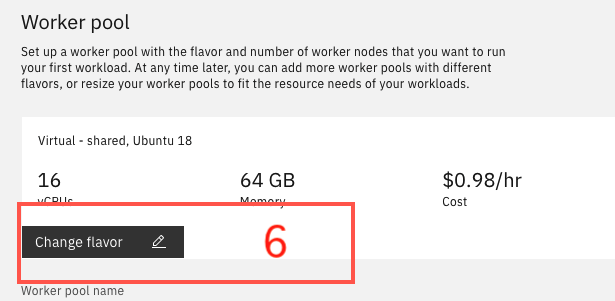 Worker pool
Set up a worker pool with the flavor and number of worker nodes that you want to run
your first workload. At any time later, you can add more worker pools with different
flavors, or resize your worker pools to fit the resource needs of your workloads.
Virtual - shared, Ubuntu 18
16 64 GB $0.98/hr
vCPUs Memory Cost
Change flavor 6
Worker pool name